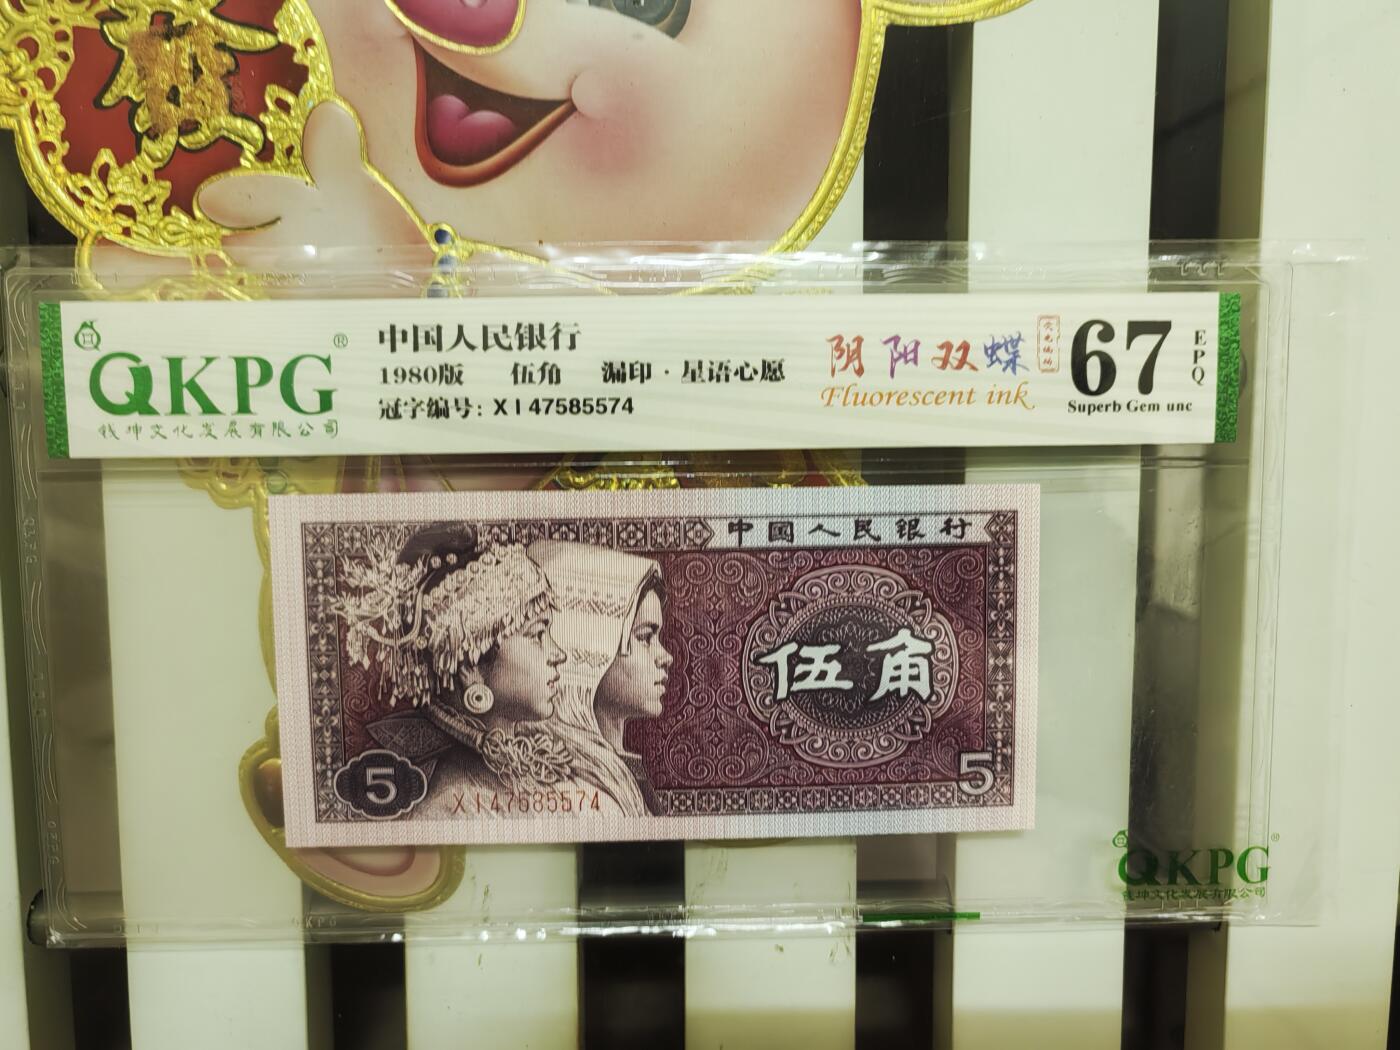 發
QKPG®
钱坤文化发展有限公司
中国人民银行
1980版 伍角 漏印·星语心愿
冠字编号: X I 47585574
阴阳双蝶
Fluorescent ink
67
EPQ
Superb Gem unc
中国人民银行
伍角
5
XI47585574
5
QKPG®
钱坤文化发展有限公司